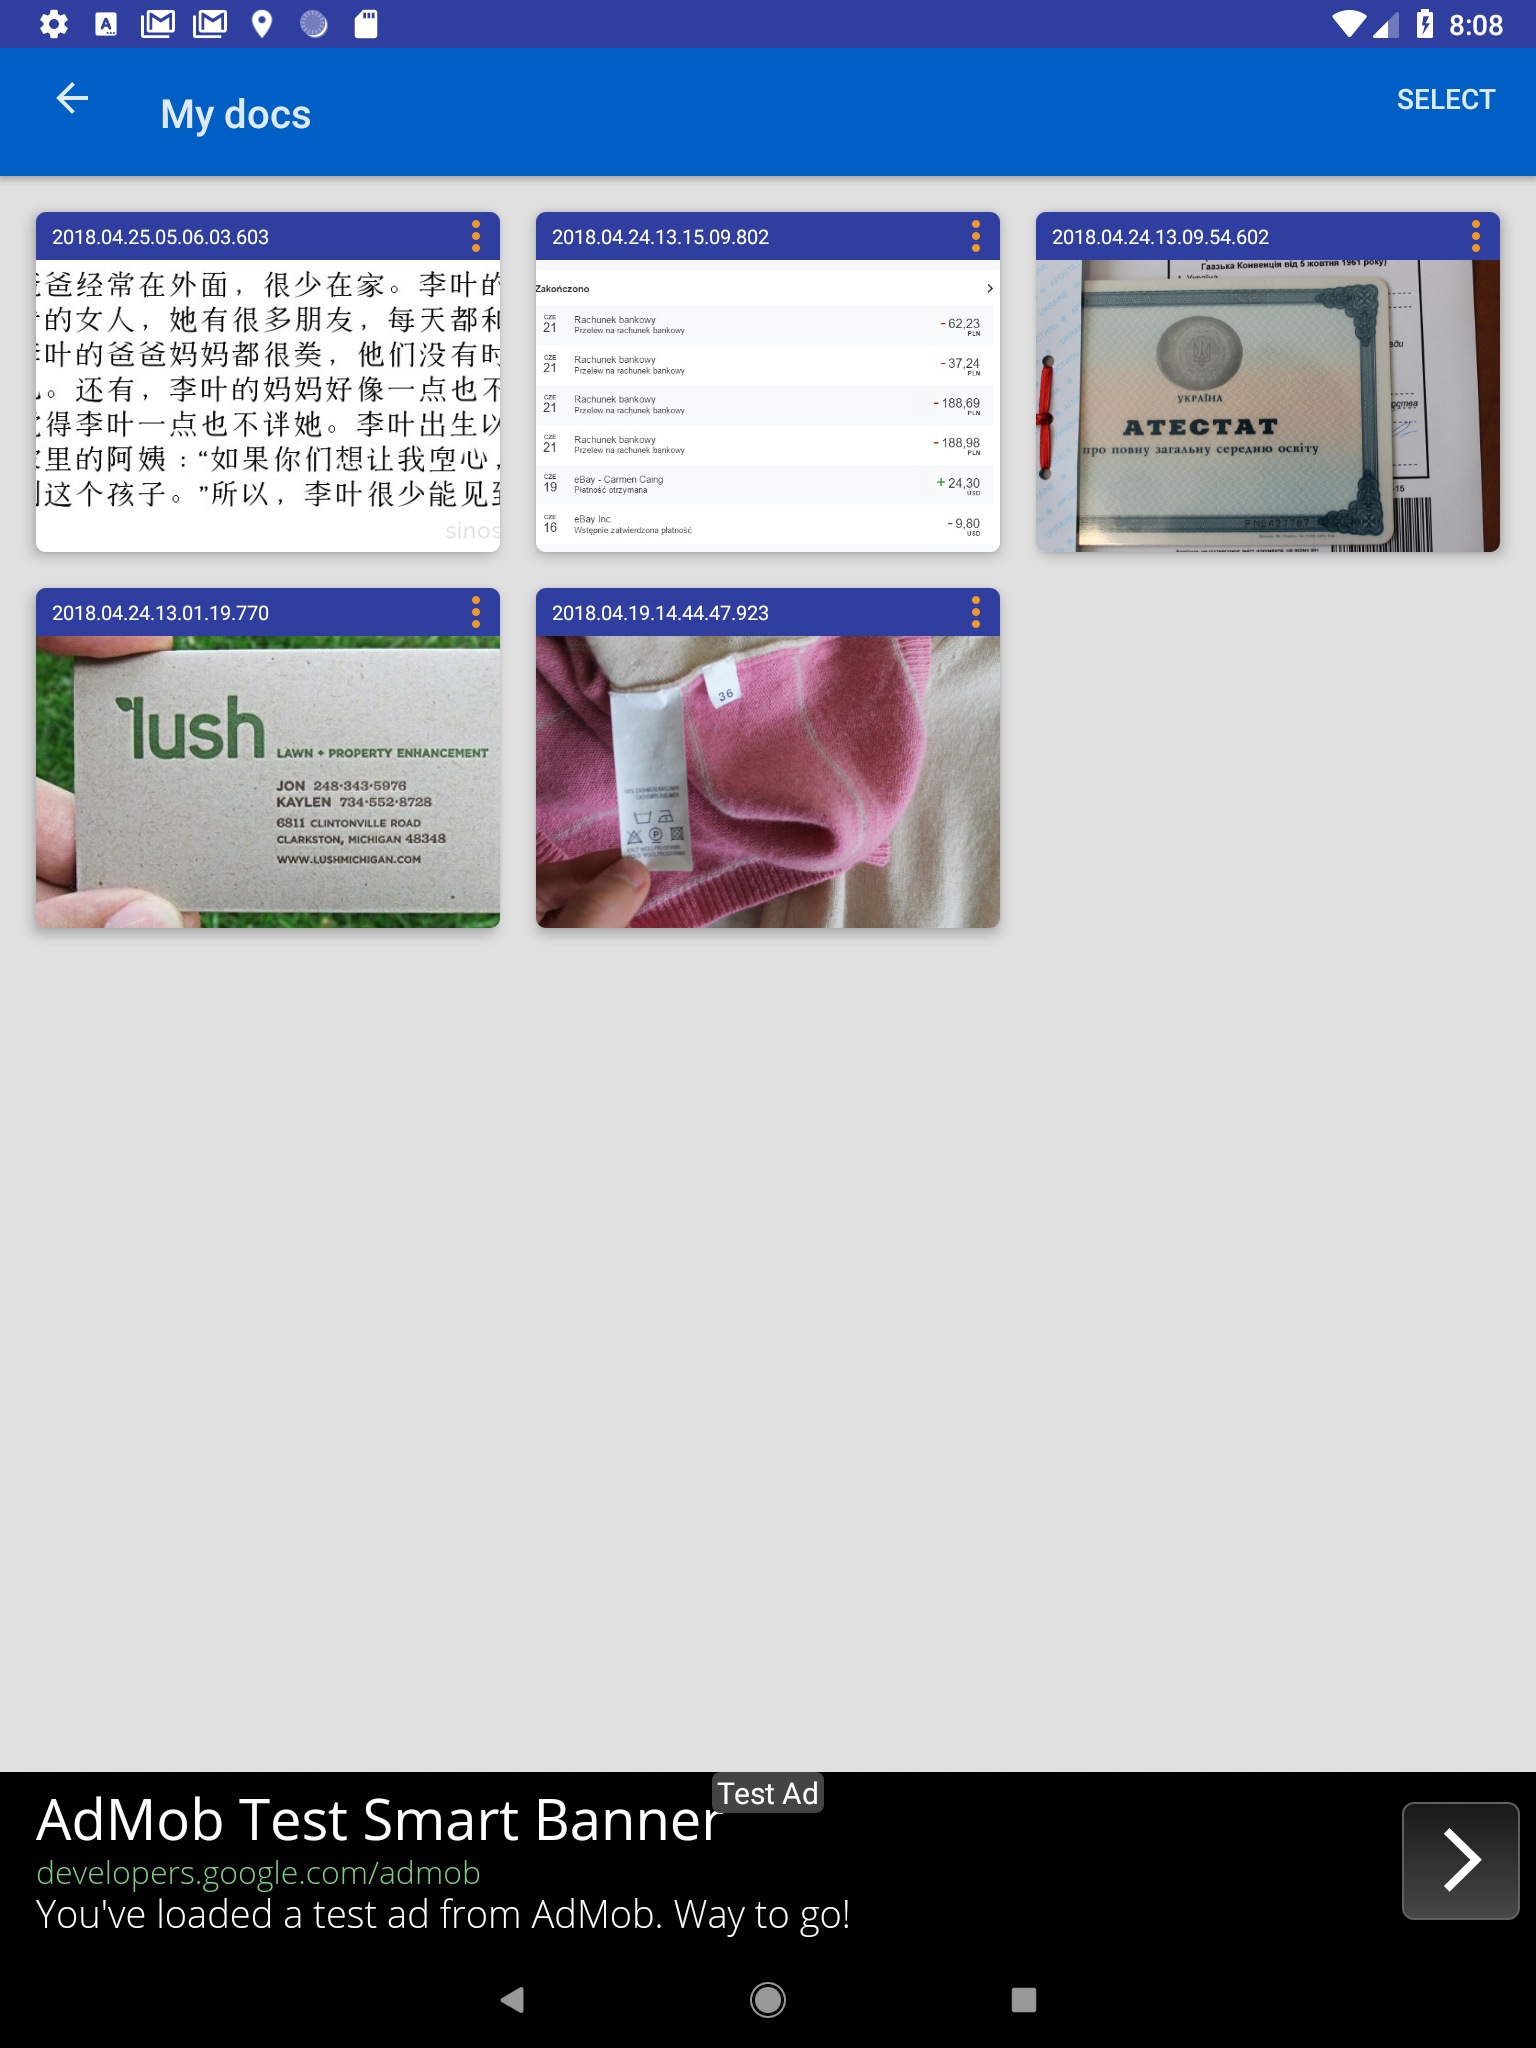 8:08
My docs
SELECT
2018.04.25.05.06.03.603
爸经常在外面，很少在家。李叶的
的女人，她有很多朋友，每天都和
叶的爸爸妈妈都很
，他们没有时
。还有，李叶的妈妈好像一点也不
得李叶一点也不
她。李叶出生以
里的阿姨：“如果你们想让我
心，
这个孩子。”所以，李叶很少能见到
sinos
2018.04.24.13.15.09.802
Zakończono
CZE 21 Rachunek bankowy -62,23
Przelew na rachunek bankowy PLN
CZE 21 Rachunek bankowy -37,24
Przelew na rachunek bankowy PLN
CZE 21 Rachunek bankowy -188,69
Przelew na rachunek bankowy PLN
CZE 21 Rachunek bankowy -188,98
Przelew na rachunek bankowy PLN
CZE 19 eBay - Carmen Caing +24,30
Płatność otrzymana USD
CZE 16 eBay Inc. -9,80
Wstępnie zatwierdzona płatność USD
2018.04.24.13.09.54.602
Гаазька Конвенція від 5 жовтня 1961 року)
УКРАЇНА
АТЕСТАТ
про повну загальну середню освіту
2018.04.24.13.01.19.770
lush
LAWN + PROPERTY ENHANCEMENT
JON 248·343·5976
KAYLEN 734·552·8728
6811 CLINTONVILLE ROAD
CLARKSTON, MICHIGAN 48348
WWW.LUSHMICHIGAN.COM
2018.04.19.14.44.47.923
36
Test Ad
AdMob Test Smart Banner
developers.google.com/admob
You've loaded a test ad from AdMob. Way to go!